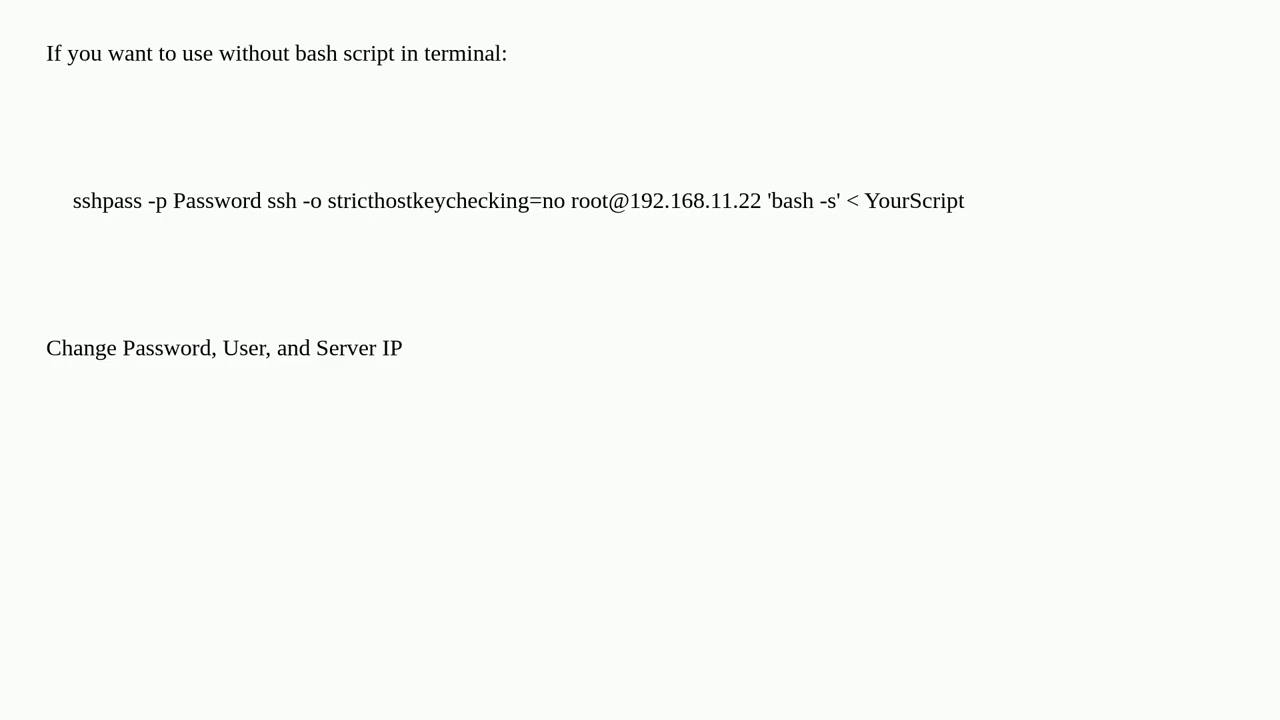 If you want to use without bash script in terminal:
sshpass -p Password ssh -o stricthostkeychecking=no root@192.168.11.22 'bash -s' < YourScript
Change Password, User, and Server IP